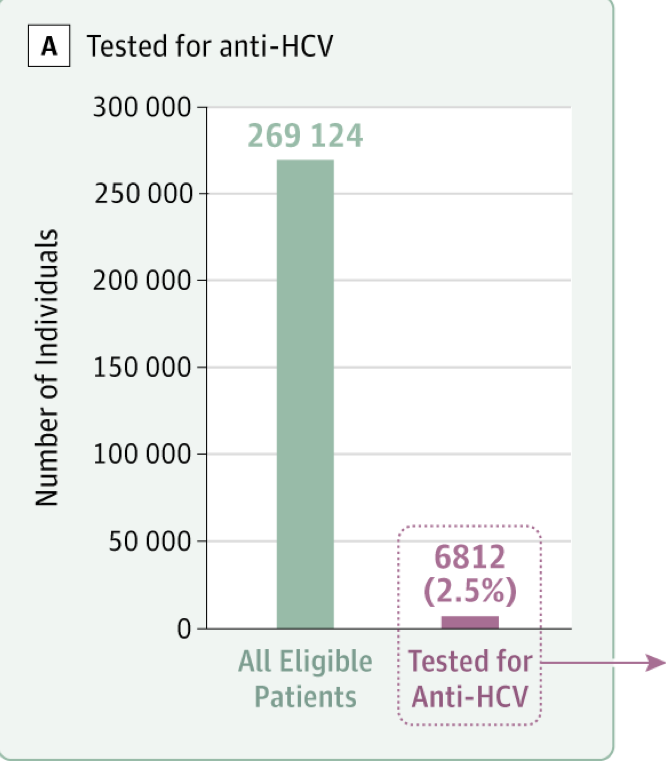 A Tested for anti-HCV
Number of Individuals
300 000
250 000
200 000
150 000
100 000
50 000
0
269 124
6812
(2.5%)
All Eligible
Patients
Tested for
Anti-HCV